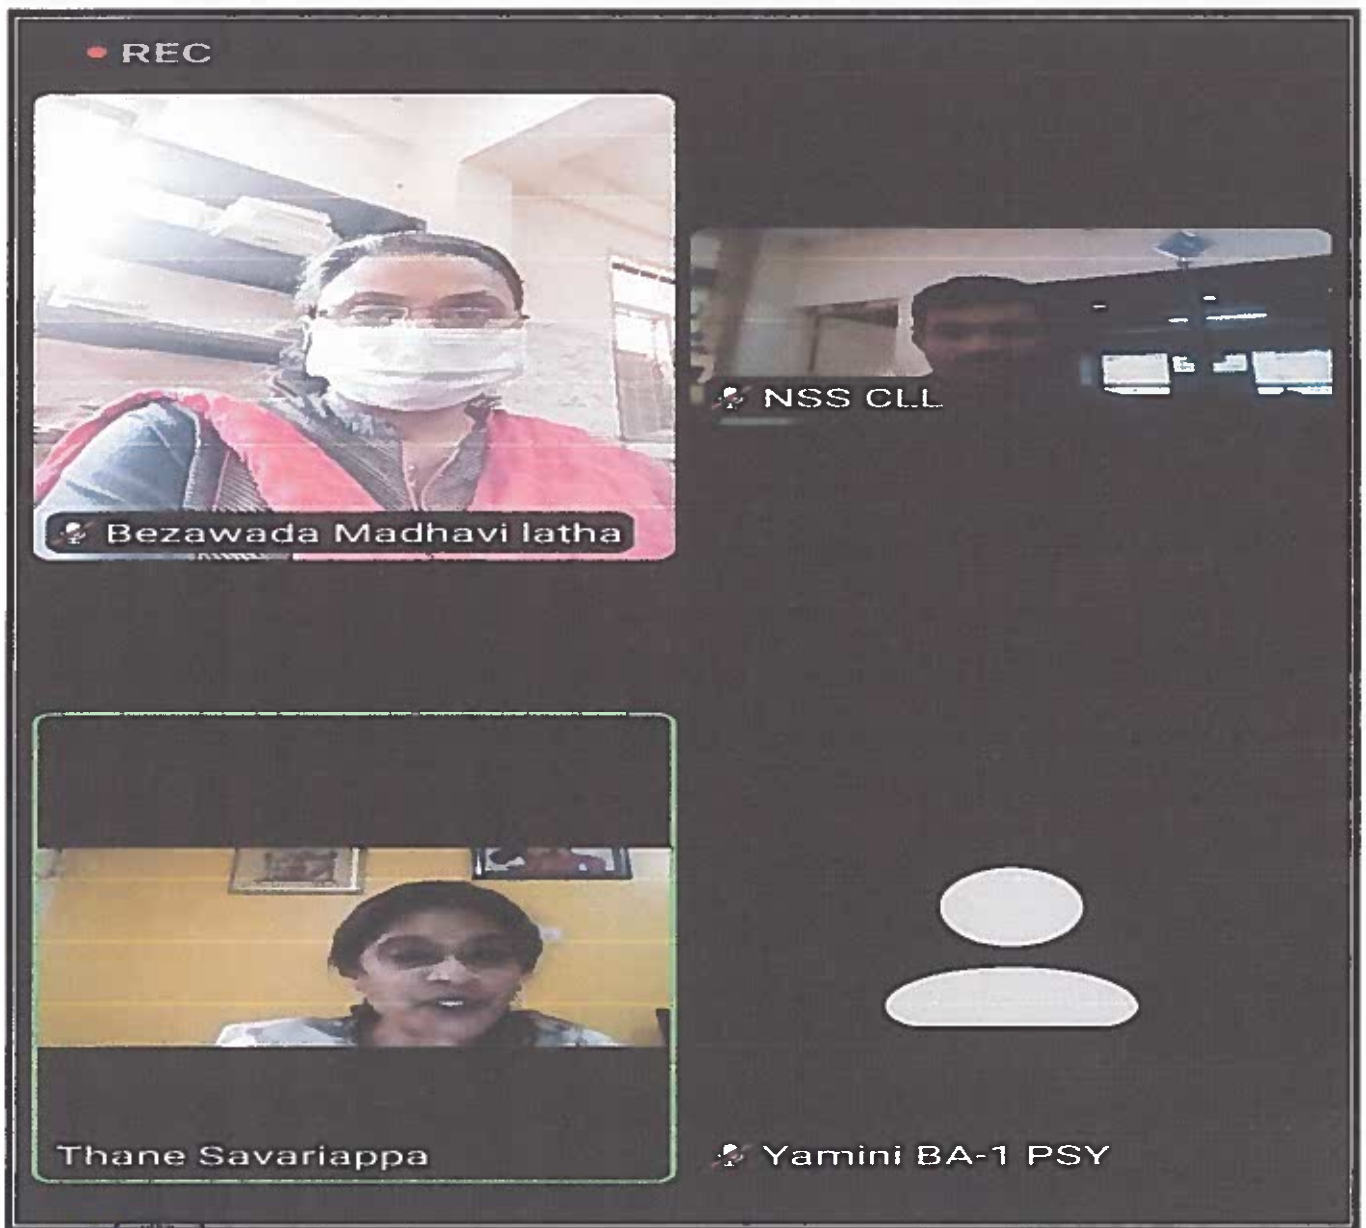 REC
Bezawada Madhavi latha
NSS CLL
Thane Savariappa
Yamini BA-1 PSY